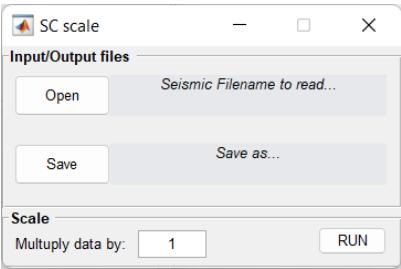 SC scale
Input/Output files
Open
Seismic Filename to read...
Save
Save as...
Scale
Multuply data by:
1
RUN